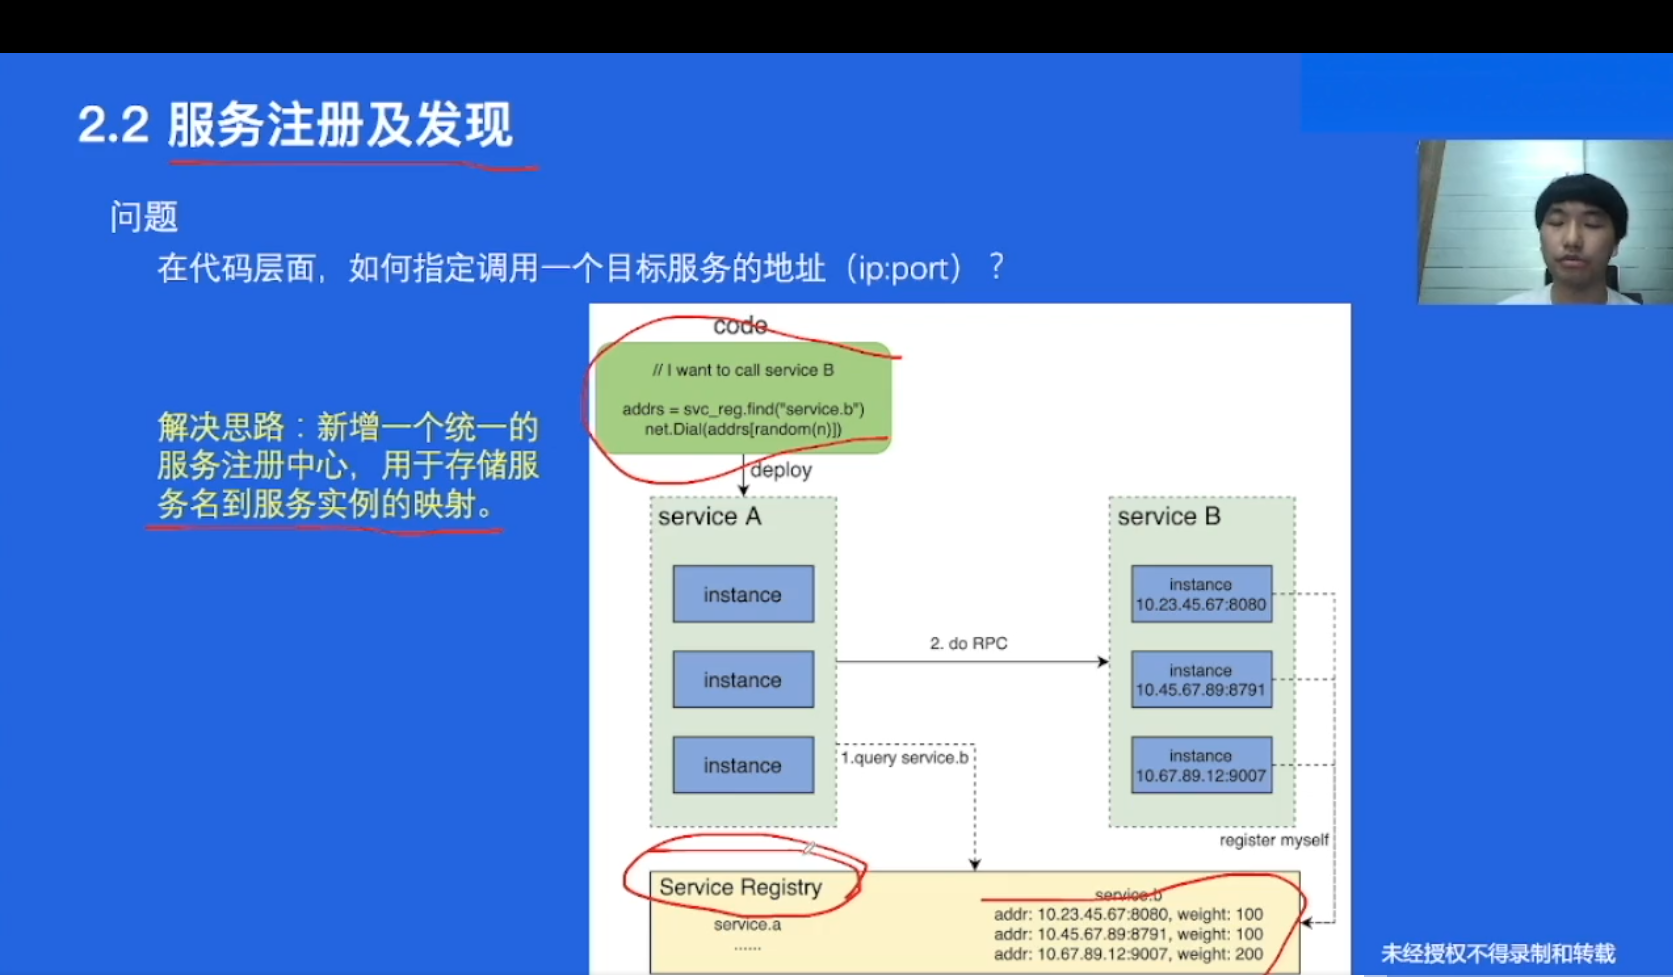 2.2 服务注册及发现
问题
在代码层面，如何指定调用一个目标服务的地址（ip:port）？
解决思路：新增一个统一的
服务注册中心，用于存储服
务名到服务实例的映射。
code
// I want to call service B
addrs = svc_reg.find("service.b")
net.Dial(addrs[random(n)])
deploy
service A
instance
instance
instance
service B
instance
10.23.45.67:8080
instance
10.45.67.89:8791
instance
10.67.89.12:9007
2. do RPC
1.query service.b
register myself
Service Registry
service.a
......
service.b
addr: 10.23.45.67:8080, weight: 100
addr: 10.45.67.89:8791, weight: 100
addr: 10.67.89.12:9007, weight: 200
未经授权不得录制和转载